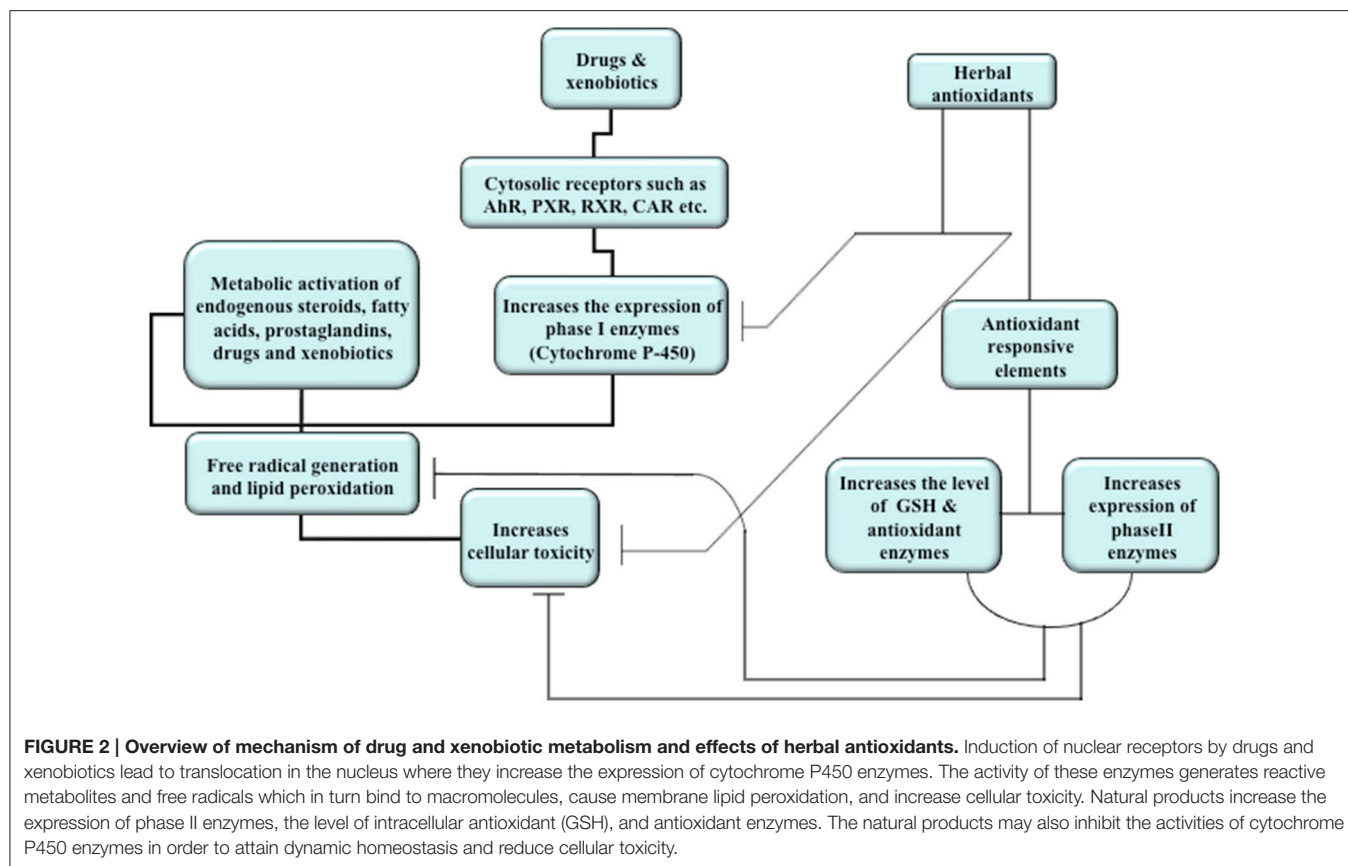 Drugs &
xenobiotics
Herbal
antioxidants
Cytosolic receptors such as
AhR, PXR, RXR, CAR etc.
Metabolic activation of
endogenous steroids, fatty
acids, prostaglandins,
drugs and xenobiotics
Increases the expression of
phase I enzymes
(Cytochrome P-450)
Antioxidant
responsive
elements
Free radical generation
and lipid peroxidation
Increases
cellular toxicity
Increases the level
of GSH &
antioxidant
enzymes
Increases
expression of
phaseII
enzymes
FIGURE 2 | Overview of mechanism of drug and xenobiotic metabolism and effects of herbal antioxidants. Induction of nuclear receptors by drugs and
xenobiotics lead to translocation in the nucleus where they increase the expression of cytochrome P450 enzymes. The activity of these enzymes generates reactive
metabolites and free radicals which in turn bind to macromolecules, cause membrane lipid peroxidation, and increase cellular toxicity. Natural products increase the
expression of phase II enzymes, the level of intracellular antioxidant (GSH), and antioxidant enzymes. The natural products may also inhibit the activities of cytochrome
P450 enzymes in order to attain dynamic homeostasis and reduce cellular toxicity.